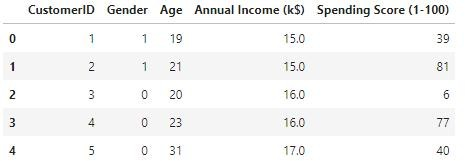 CustomerID Gender Age Annual Income (k$) Spending Score (1-100)
0 1 1 19 15.0 39
1 2 1 21 15.0 81
2 3 0 20 16.0 6
3 4 0 23 16.0 77
4 5 0 31 17.0 40